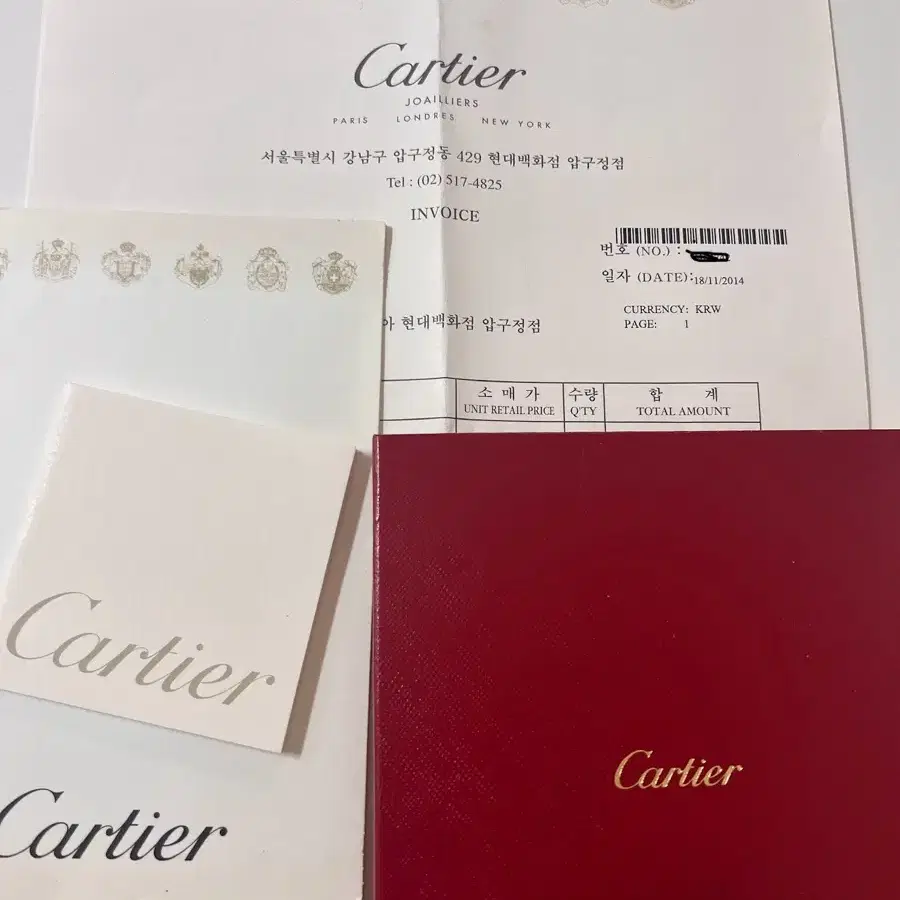 Cartier
JOAILLIERS
PARIS LONDRES NEW YORK
서울특별시 강남구 압구정동 429 현대백화점 압구정점
Tel : (02) 517-4825
INVOICE
번호 (NO.) :
일자 (DATE): 18/11/2014
현대백화점 압구정점
CURRENCY: KRW
PAGE: 1
소 매 가 수량 합 계
UNIT RETAIL PRICE Q'TY TOTAL AMOUNT
Cartier
Cartier
Cartier